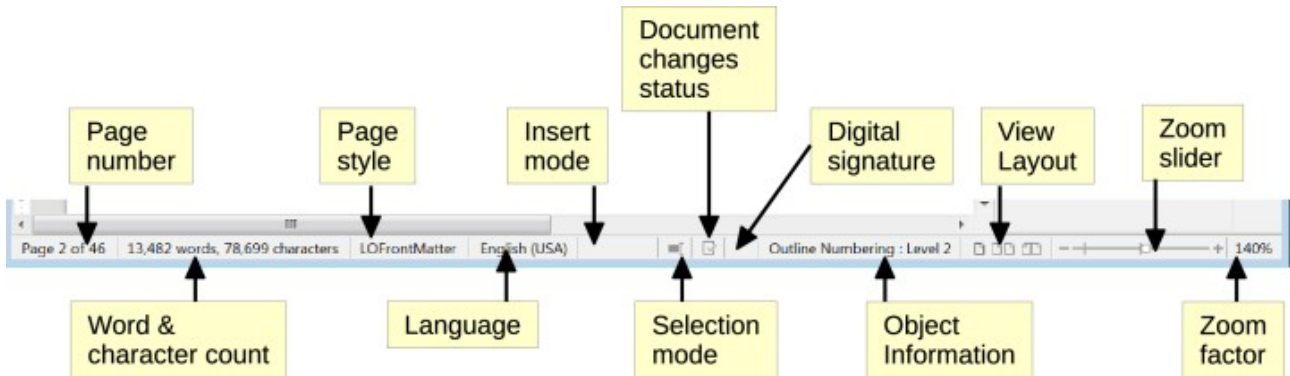 Document
changes
status
Page
number
Page
style
Insert
mode
Digital
signature
View
Layout
Zoom
slider
Page 2 of 46
13,482 words, 78,699 characters
LOFrontMatter
English (USA)
Outline Numbering : Level 2
140%
Word &
character count
Language
Selection
mode
Object
Information
Zoom
factor